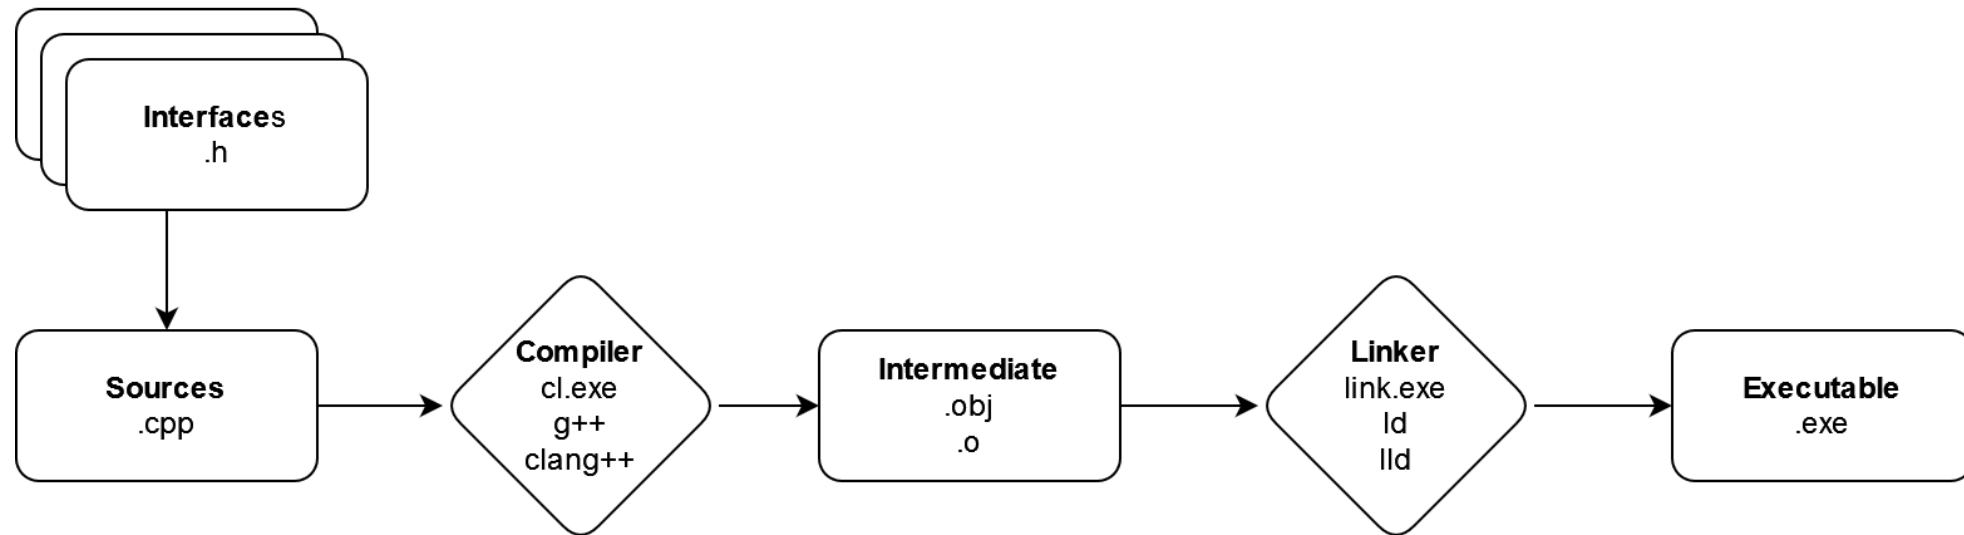 Interfaces
.h
Sources
.cpp
Compiler
cl.exe
g++
clang++
Intermediate
.obj
.o
Linker
link.exe
ld
lld
Executable
.exe